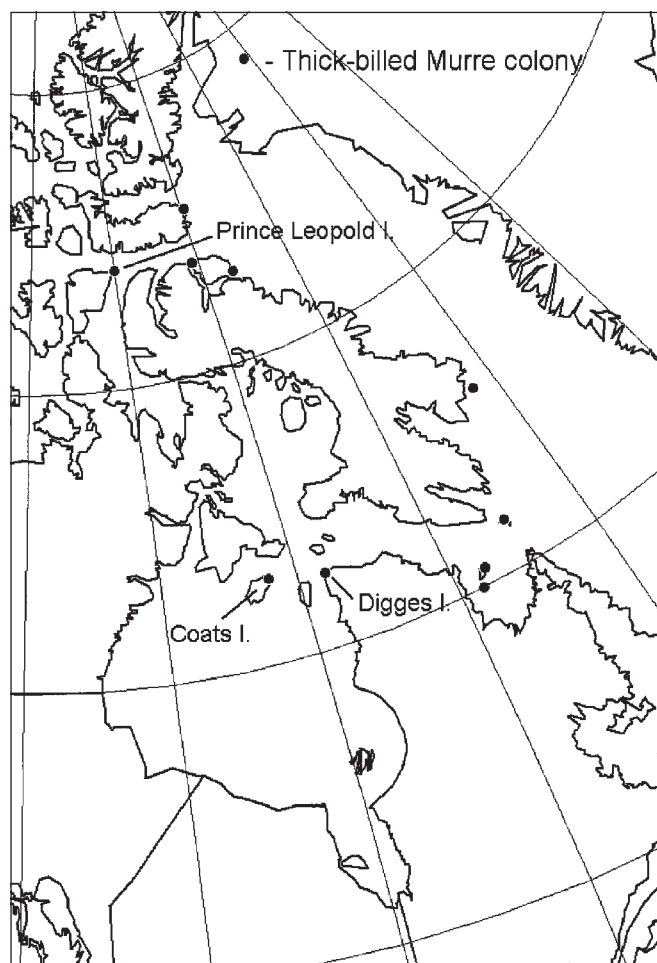 - Thick-billed Murre colony
Prince Leopold I.
Digges I.
Coats I.